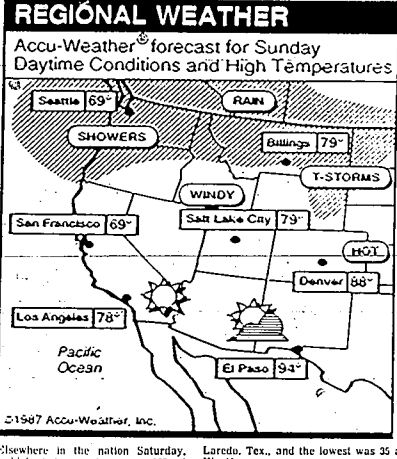 REGIONAL WEATHER
Accu-Weather® forecast for Sunday
Daytime Conditions and High Temperatures
Seattle 69°
RAIN
SHOWERS
Billings 79°
T-STORMS
WINDY
San Francisco 69°
Salt Lake City 79°
HOT
Denver 88°
Los Angeles 78°
Pacific
Ocean
El Paso 94°
©1987 Accu-Weather, Inc.
Elsewhere in the nation Saturday,
Laredo, Tex., and the lowest was 35 a